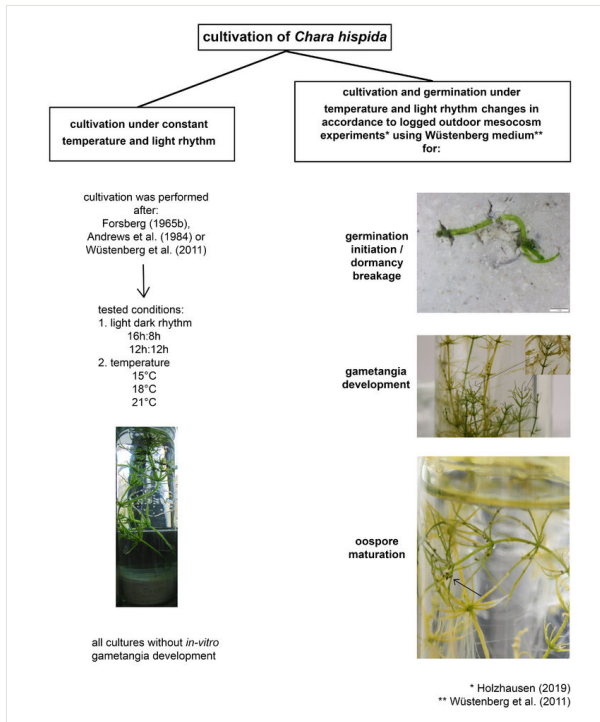 cultivation of Chara hispida
cultivation under constant
temperature and light rhythm
cultivation was performed
after:
Forsberg (1965b),
Andrews et al. (1984) or
Wüstenberg et al. (2011)
tested conditions:
1. light dark rhythm
16h:8h
12h:12h
2. temperature
15°C
18°C
21°C
all cultures without in-vitro
gametangia development
cultivation and germination under
temperature and light rhythm changes in
accordance to logged outdoor mesocosm
experiments* using Wüstenberg medium**
for:
germination
initiation /
dormancy
breakage
gametangia
development
oospore
maturation
* Holzhausen (2019)
** Wüstenberg et al. (2011)